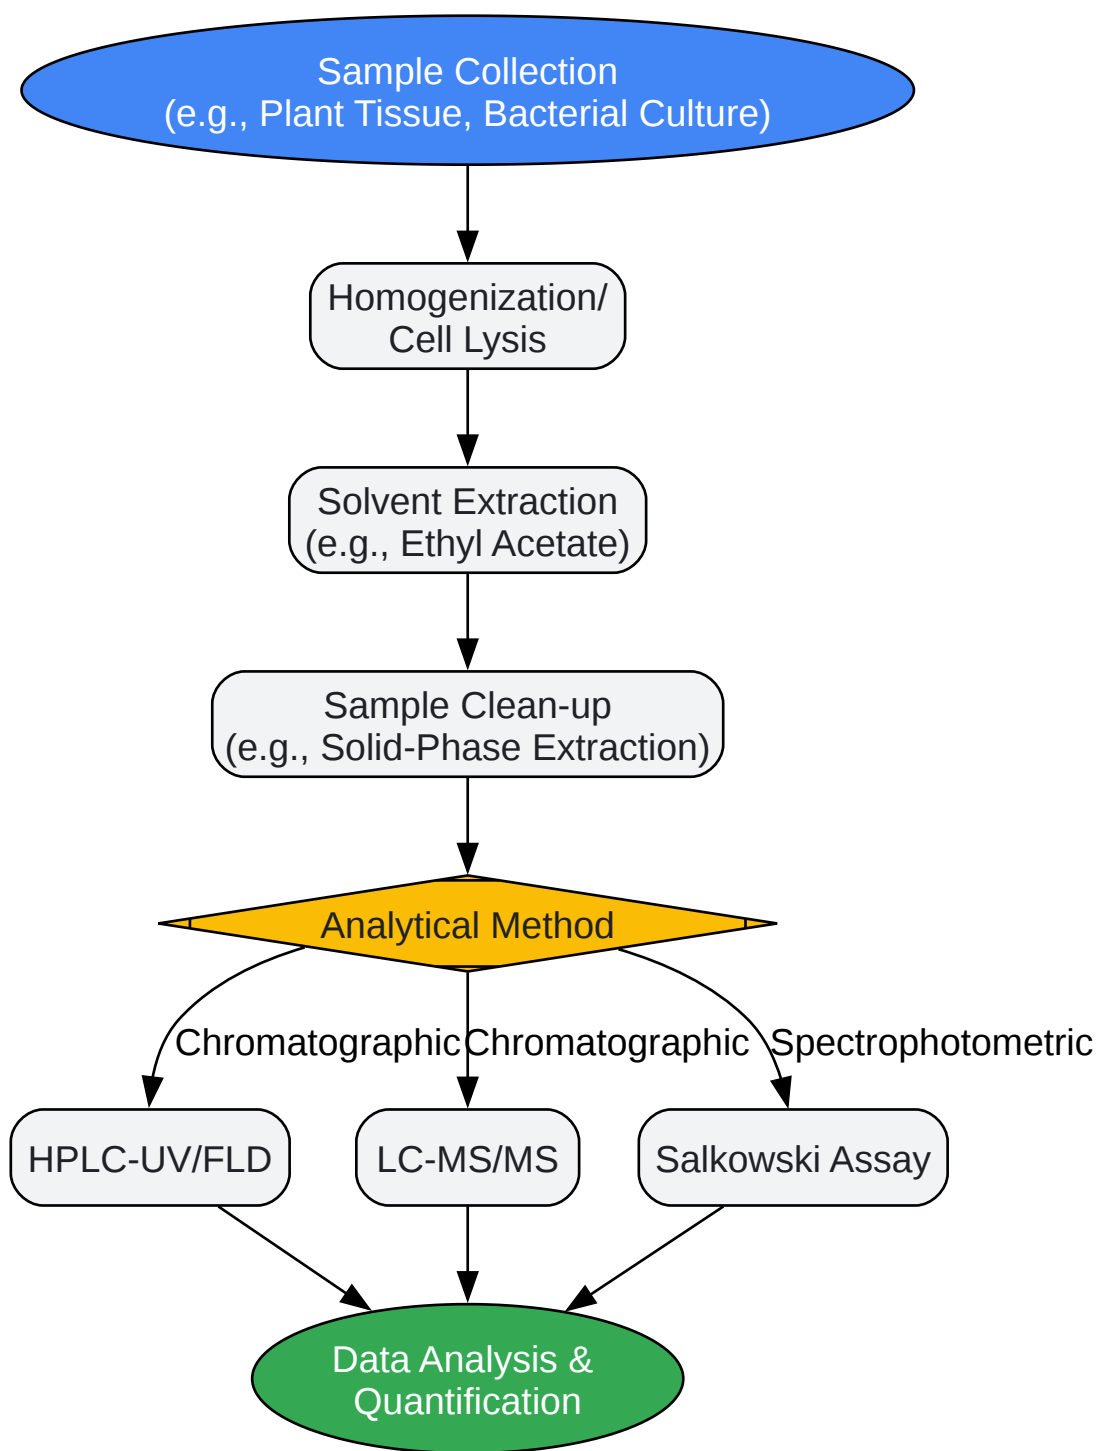 Sample Collection
(e.g., Plant Tissue, Bacterial Culture)
Homogenization/
Cell Lysis
Solvent Extraction
(e.g., Ethyl Acetate)
Sample Clean-up
(e.g., Solid-Phase Extraction)
Analytical Method
Chromatographic
Chromatographic
Spectrophotometric
HPLC-UV/FLD
LC-MS/MS
Salkowski Assay
Data Analysis &
Quantification